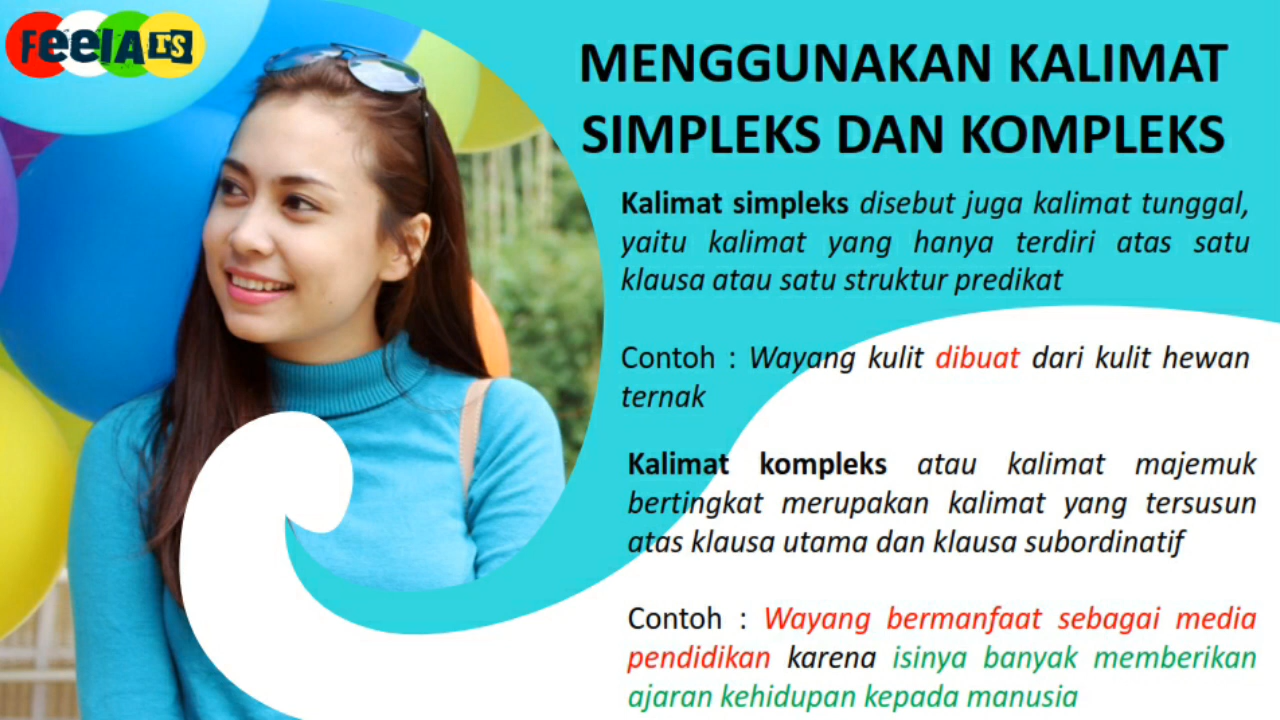 FeelArs
MENGGUNAKAN KALIMAT
SIMPLEKS DAN KOMPLEKS
Kalimat simpleks disebut juga kalimat tunggal,
yaitu kalimat yang hanya terdiri atas satu
klausa atau satu struktur predikat
Contoh : Wayang kulit dibuat dari kulit hewan
ternak
Kalimat kompleks atau kalimat majemuk
bertingkat merupakan kalimat yang tersusun
atas klausa utama dan klausa subordinatif
Contoh : Wayang bermanfaat sebagai media
pendidikan karena isinya banyak memberikan
ajaran kehidupan kepada manusia